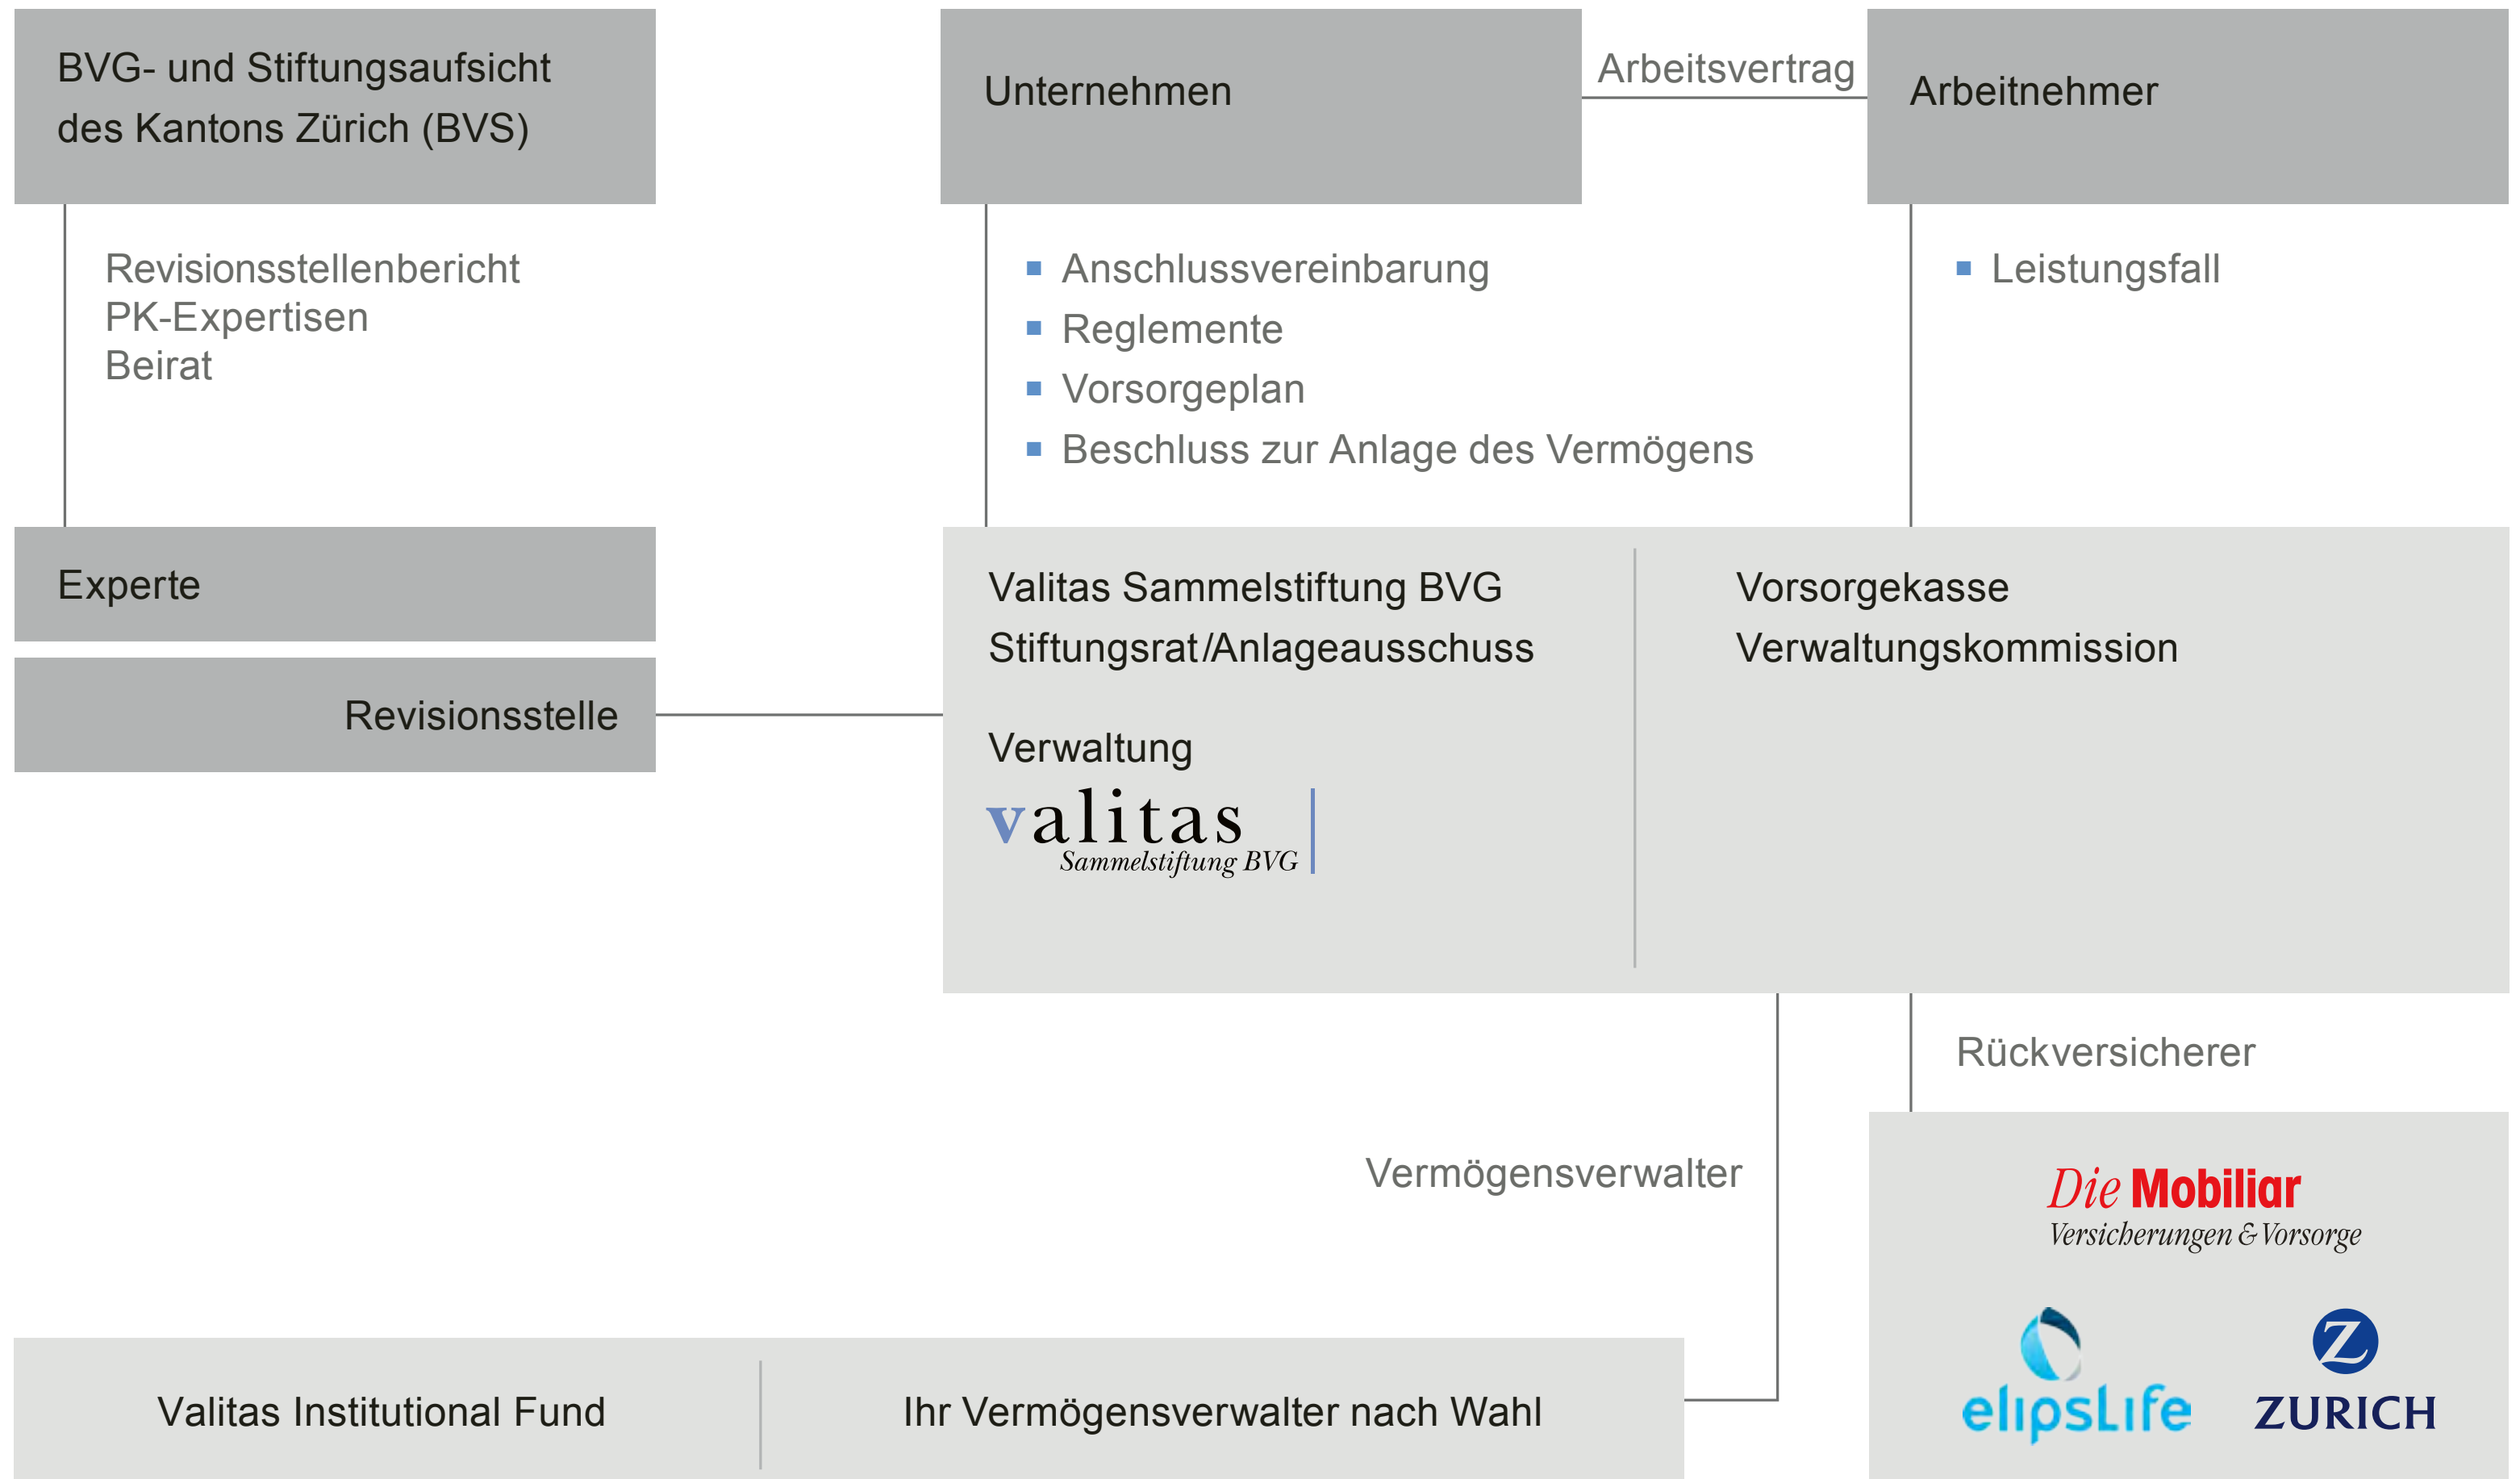 BVG- und Stiftungsaufsicht
des Kantons Zürich (BVS)
Unternehmen
Arbeitsvertrag
Arbeitnehmer
Revisionsstellenbericht
PK-Expertisen
Beirat
▪ Anschlussvereinbarung
▪ Reglemente
▪ Vorsorgeplan
▪ Beschluss zur Anlage des Vermögens
▪ Leistungsfall
Experte
Revisionsstelle
Valitas Sammelstiftung BVG
Stiftungsrat/Anlageausschuss
Verwaltung
valitas
Sammelstiftung BVG
Vorsorgekasse
Verwaltungskommission
Rückversicherer
Vermögensverwalter
Die Mobiliar
Versicherungen & Vorsorge
elipsLife
Z
ZURICH
Valitas Institutional Fund
Ihr Vermögensverwalter nach Wahl